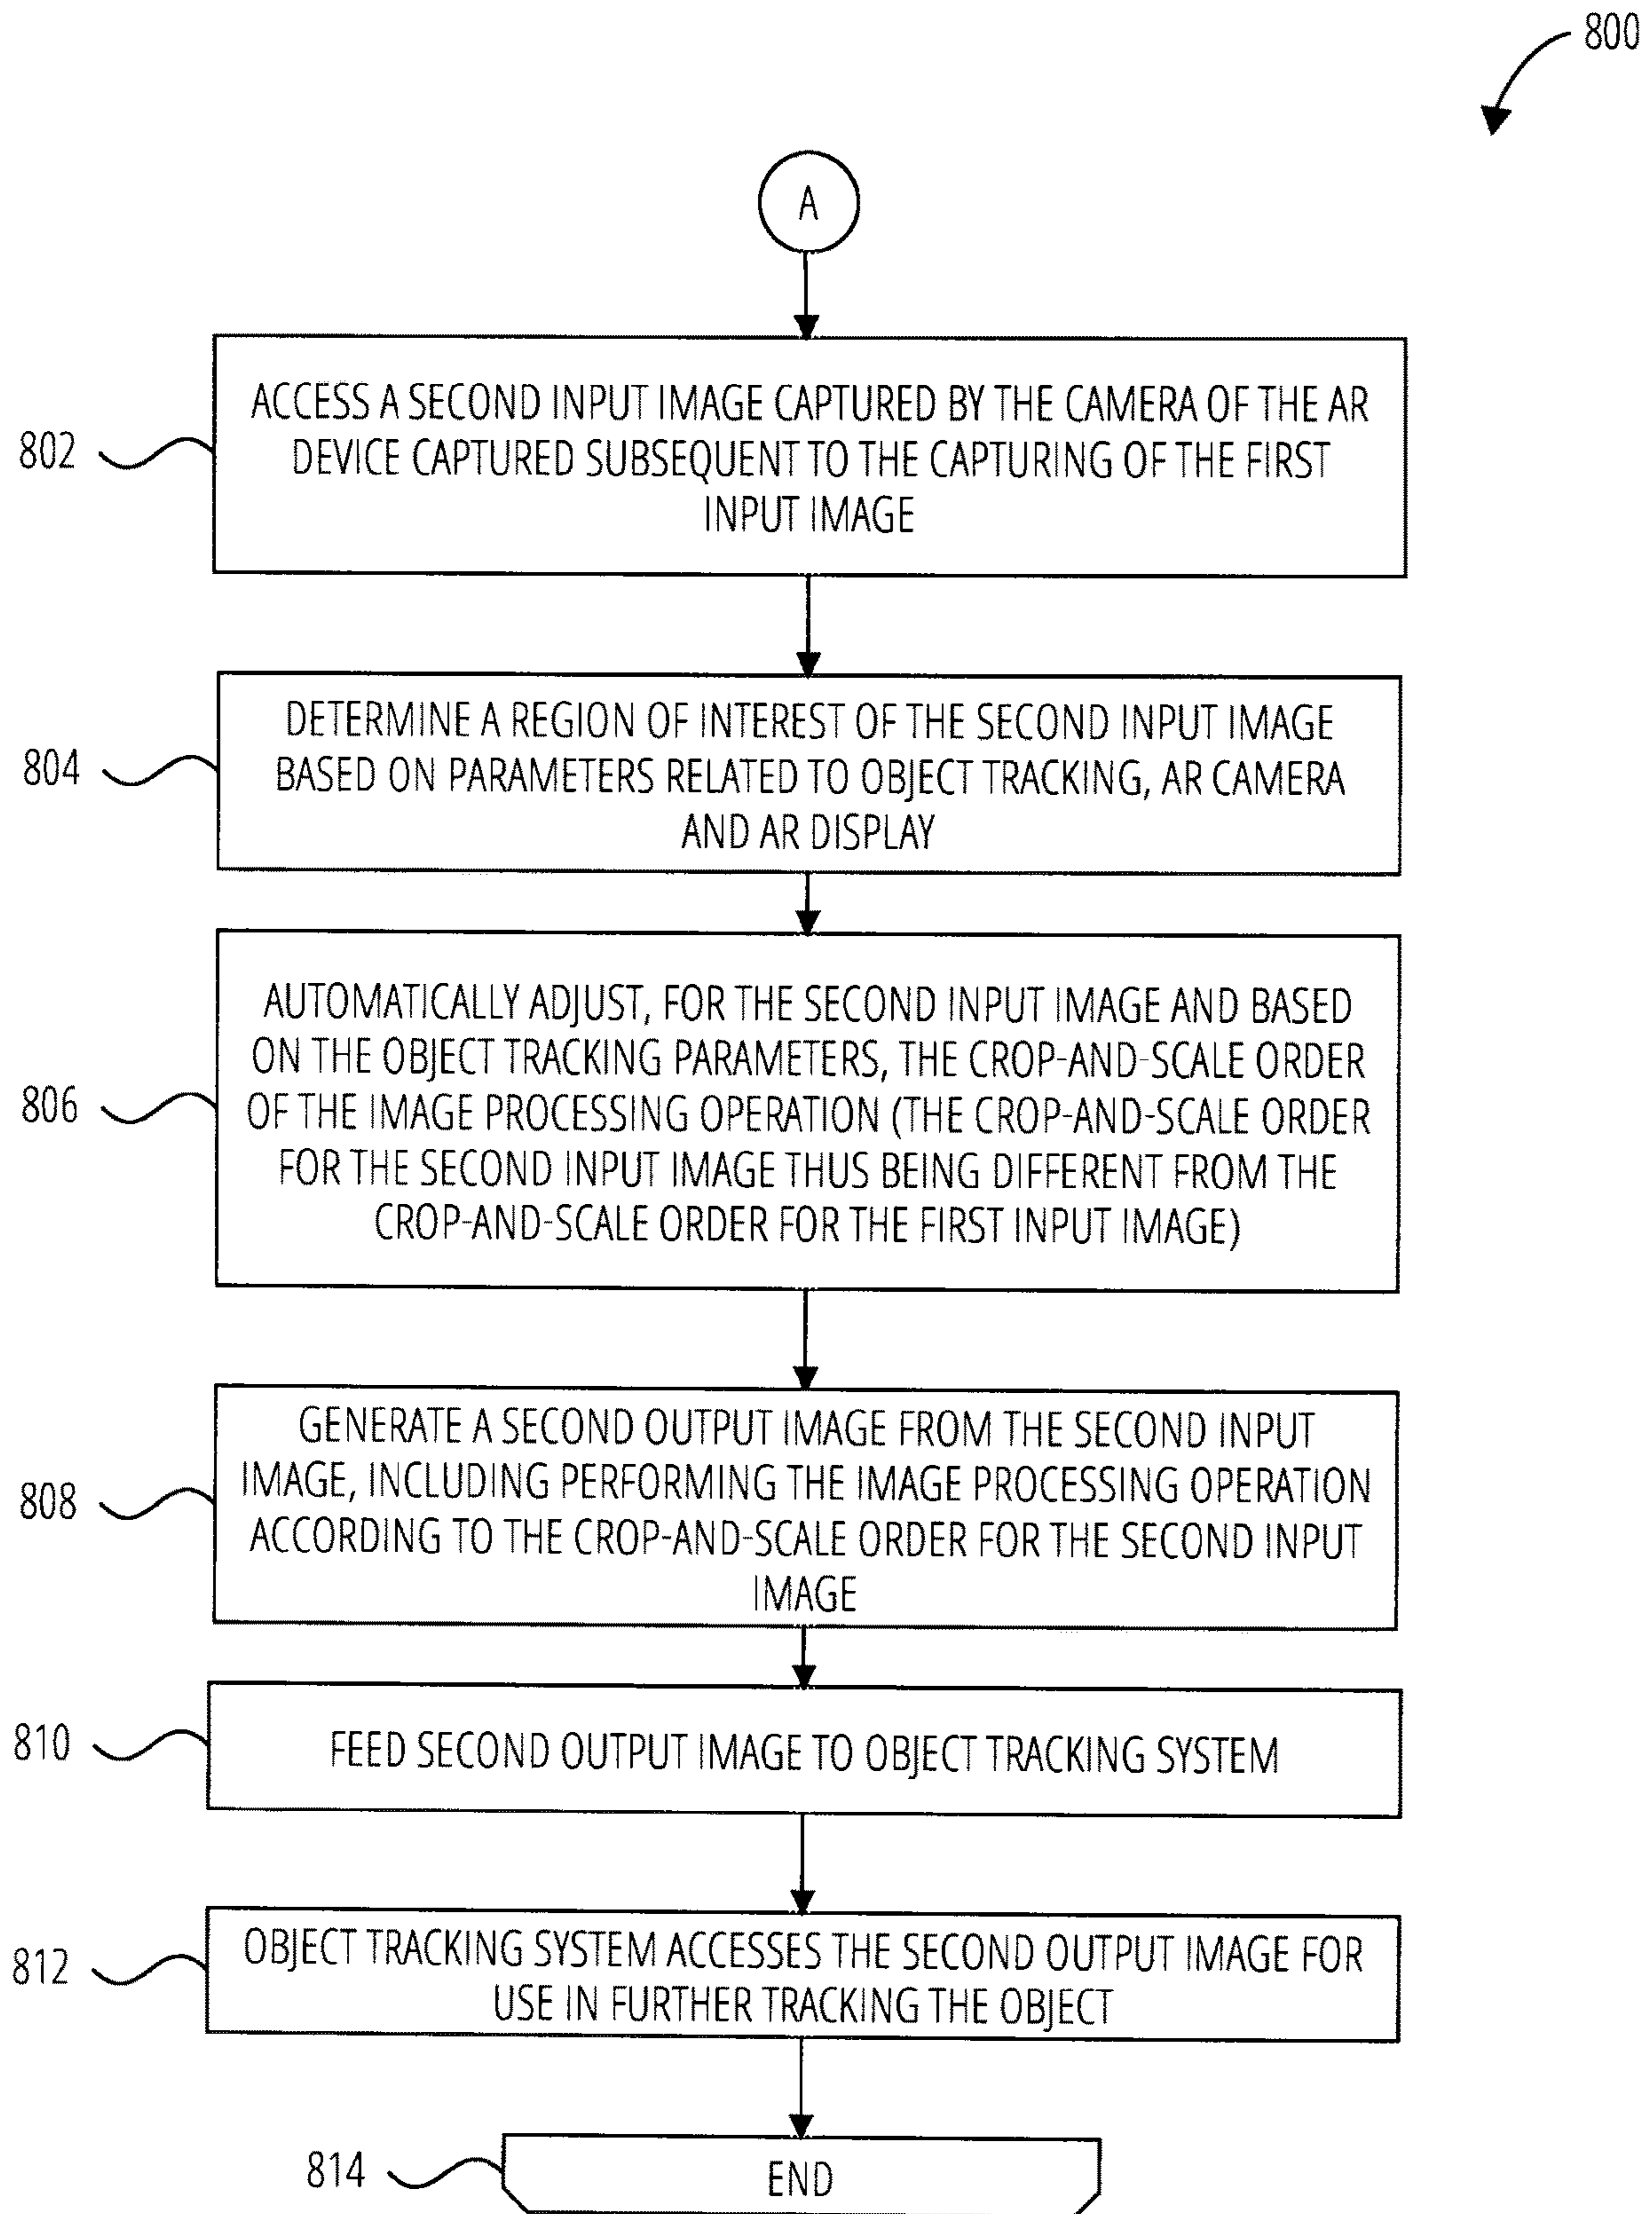 800
A
802
ACCESS A SECOND INPUT IMAGE CAPTURED BY THE CAMERA OF THE AR
DEVICE CAPTURED SUBSEQUENT TO THE CAPTURING OF THE FIRST
INPUT IMAGE
804
DETERMINE A REGION OF INTEREST OF THE SECOND INPUT IMAGE
BASED ON PARAMETERS RELATED TO OBJECT TRACKING, AR CAMERA
AND AR DISPLAY
806
AUTOMATICALLY ADJUST, FOR THE SECOND INPUT IMAGE AND BASED
ON THE OBJECT TRACKING PARAMETERS, THE CROP-AND-SCALE ORDER
OF THE IMAGE PROCESSING OPERATION (THE CROP-AND-SCALE ORDER
FOR THE SECOND INPUT IMAGE THUS BEING DIFFERENT FROM THE
CROP-AND-SCALE ORDER FOR THE FIRST INPUT IMAGE)
808
GENERATE A SECOND OUTPUT IMAGE FROM THE SECOND INPUT
IMAGE, INCLUDING PERFORMING THE IMAGE PROCESSING OPERATION
ACCORDING TO THE CROP-AND-SCALE ORDER FOR THE SECOND INPUT
IMAGE
810
FEED SECOND OUTPUT IMAGE TO OBJECT TRACKING SYSTEM
812
OBJECT TRACKING SYSTEM ACCESSES THE SECOND OUTPUT IMAGE FOR
USE IN FURTHER TRACKING THE OBJECT
814
END